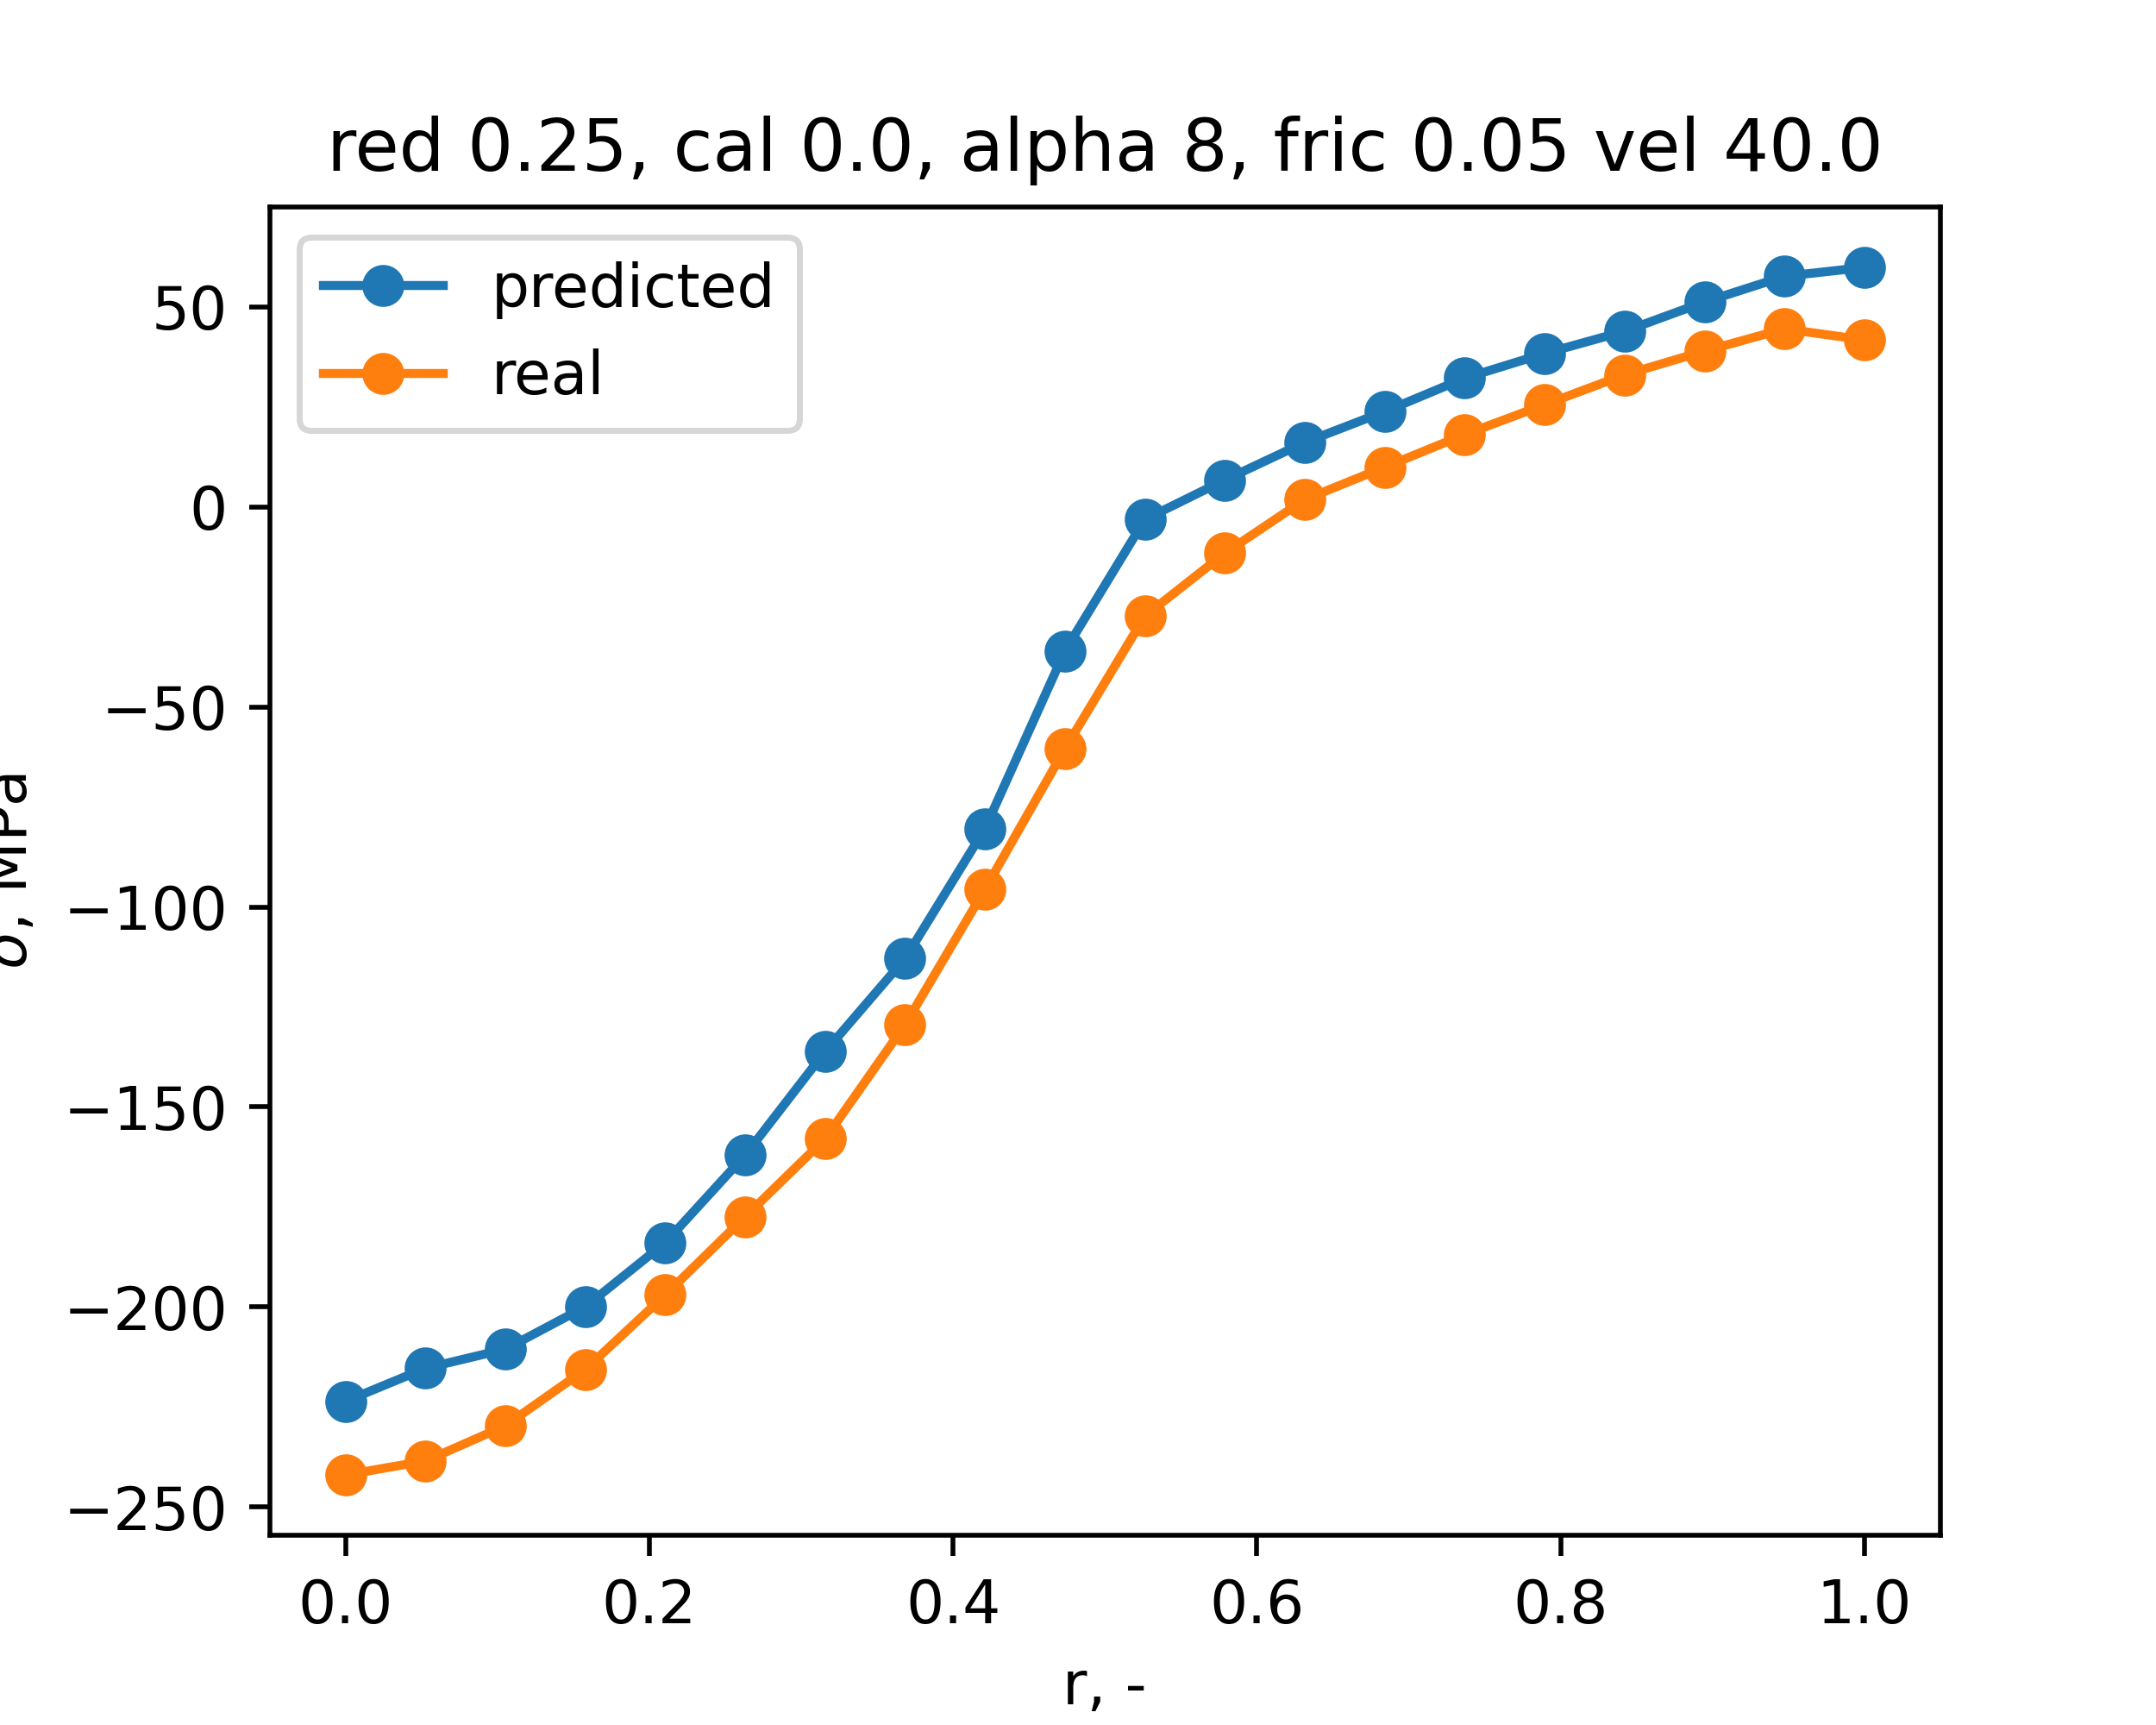 red 0.25, cal 0.0, alpha 8, fric 0.05 vel 40.0
predicted
real
50
0
−50
−100
−150
−200
−250
σ, MPa
0.0 0.2 0.4 0.6 0.8 1.0
r, -